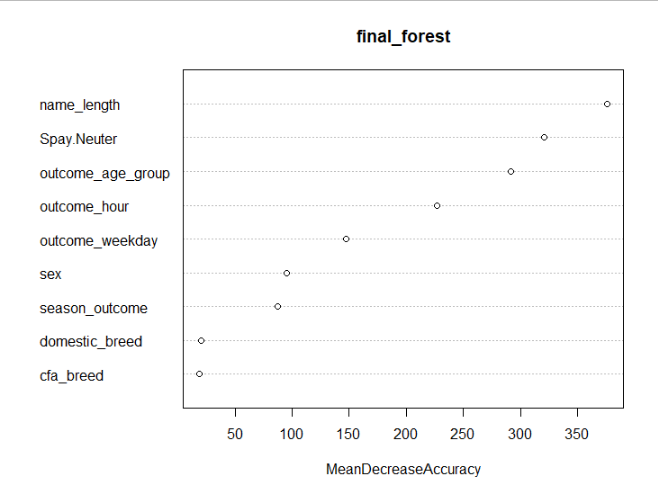 final_forest
name_length
Spay.Neuter
outcome_age_group
outcome_hour
outcome_weekday
sex
season_outcome
domestic_breed
cfa_breed
50 100 150 200 250 300 350
MeanDecreaseAccuracy